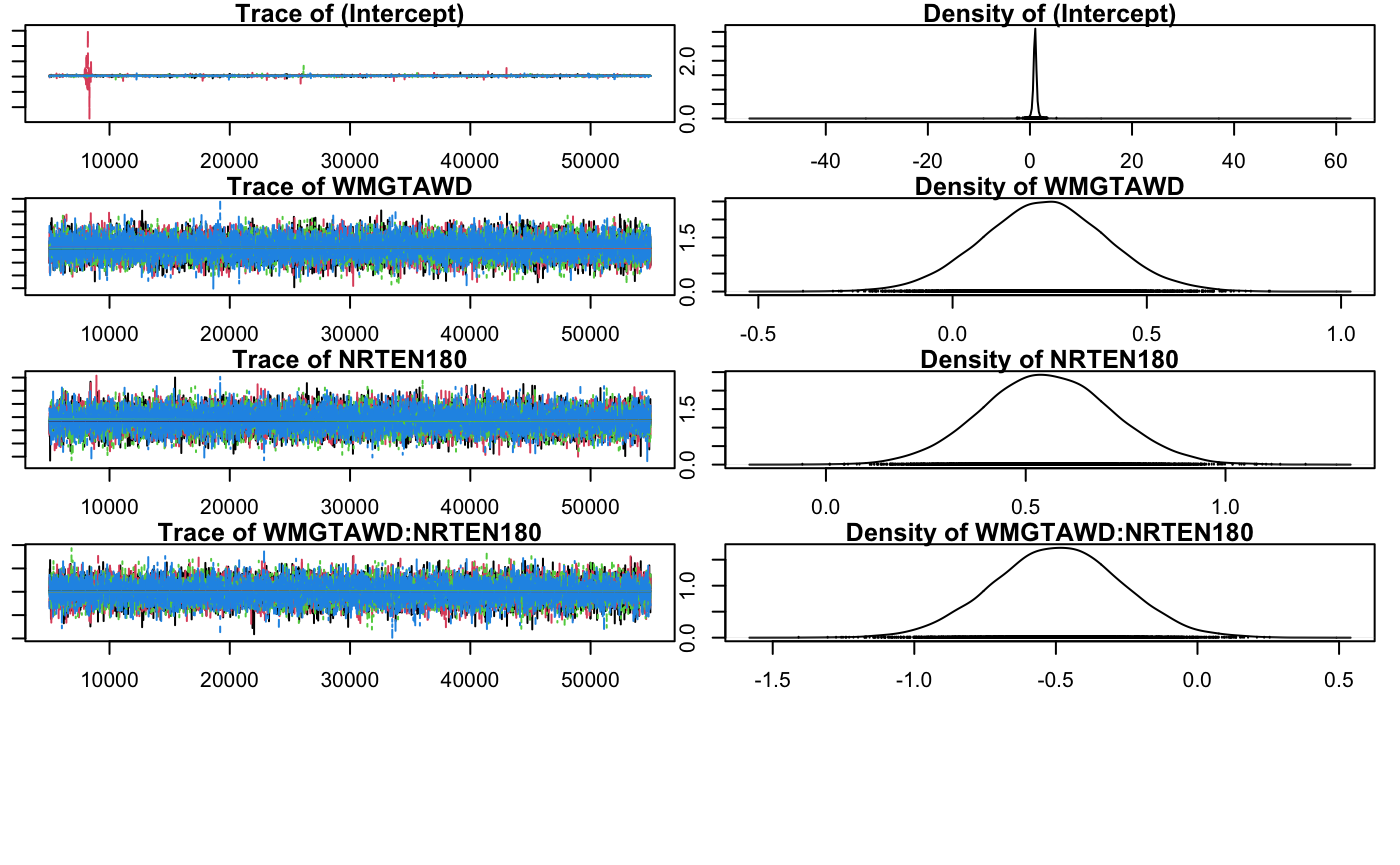 Trace of (Intercept) Density of (Intercept)
0.0 2.0
10000 20000 30000 40000 50000 -40 -20 0 20 40 60
Trace of WMGTAWD Density of WMGTAWD
0.0 1.5
10000 20000 30000 40000 50000 -0.5 0.0 0.5 1.0
Trace of NRTEN180 Density of NRTEN180
0.0 1.5
10000 20000 30000 40000 50000 0.0 0.5 1.0
Trace of WMGTAWD:NRTEN180 Density of WMGTAWD:NRTEN180
0.0 1.0
10000 20000 30000 40000 50000 -1.5 -1.0 -0.5 0.0 0.5